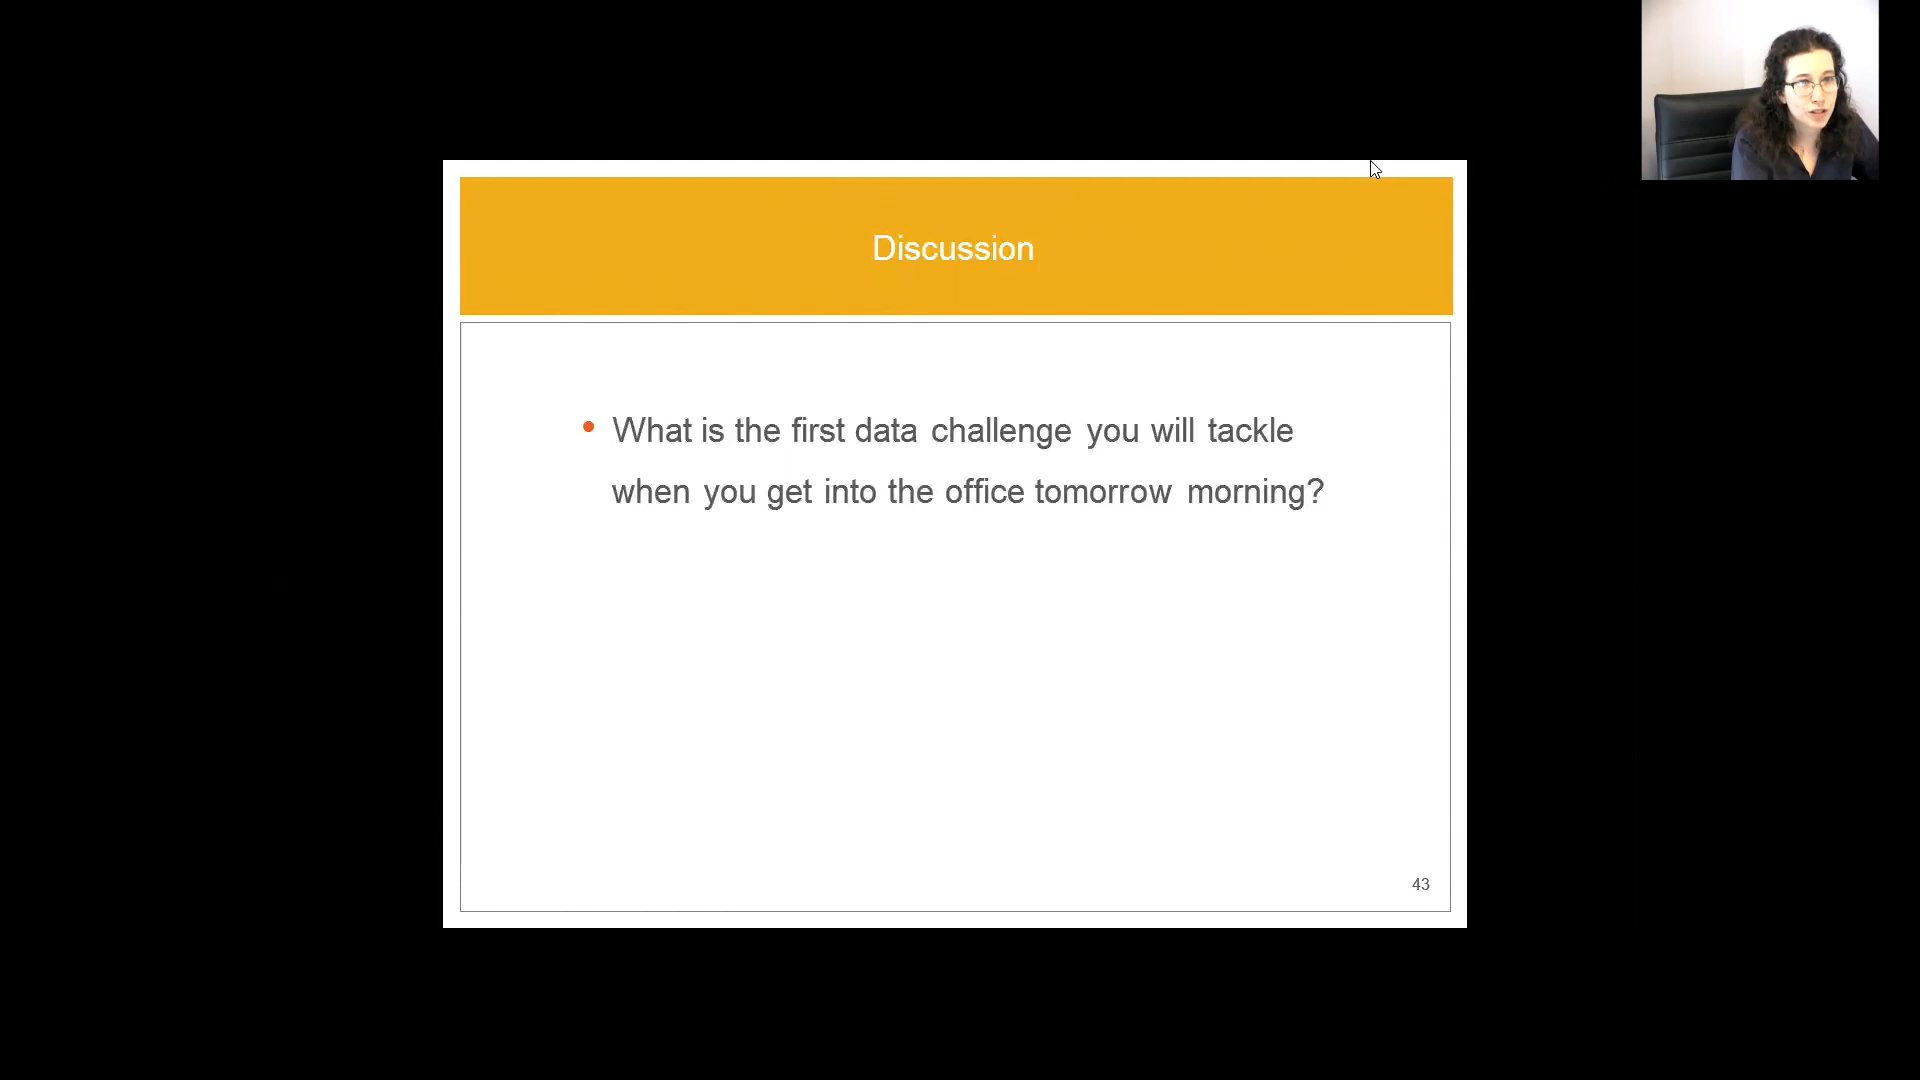 Discussion
• What is the first data challenge you will tackle
when you get into the office tomorrow morning?
43